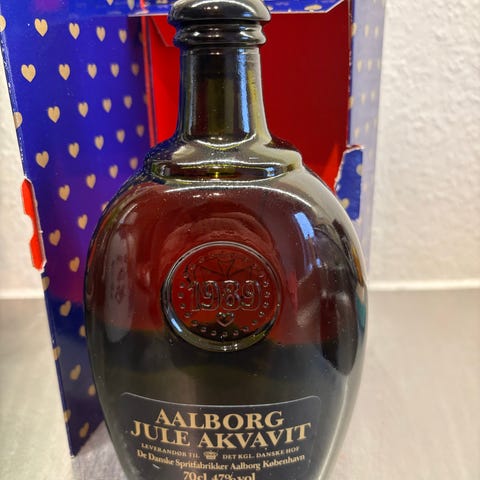 1989
AALBORG
JULE AKVAVIT
LEVERANDØR TIL DET KGL. DANSKE HOF
De Danske Spritfabrikker Aalborg København
70cl 47%vol